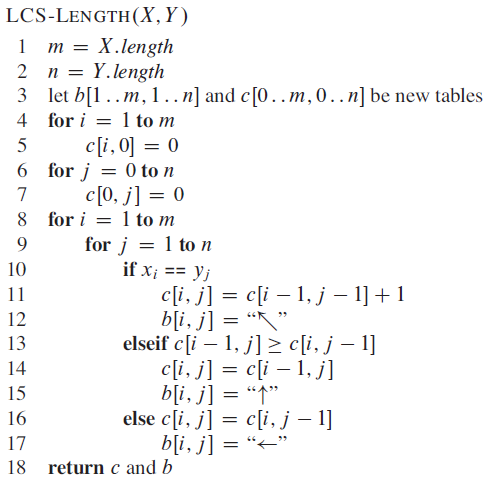 LCS-LENGTH(X, Y)
1 m = X.length
2 n = Y.length
3 let b[1..m, 1..n] and c[0..m, 0..n] be new tables
4 for i = 1 to m
5 c[i, 0] = 0
6 for j = 0 to n
7 c[0, j] = 0
8 for i = 1 to m
9 for j = 1 to n
10 if xᵢ == yⱼ
11 c[i, j] = c[i − 1, j − 1] + 1
12 b[i, j] = “↖”
13 elseif c[i − 1, j] ≥ c[i, j − 1]
14 c[i, j] = c[i − 1, j]
15 b[i, j] = “↑”
16 else c[i, j] = c[i, j − 1]
17 b[i, j] = “←”
18 return c and b